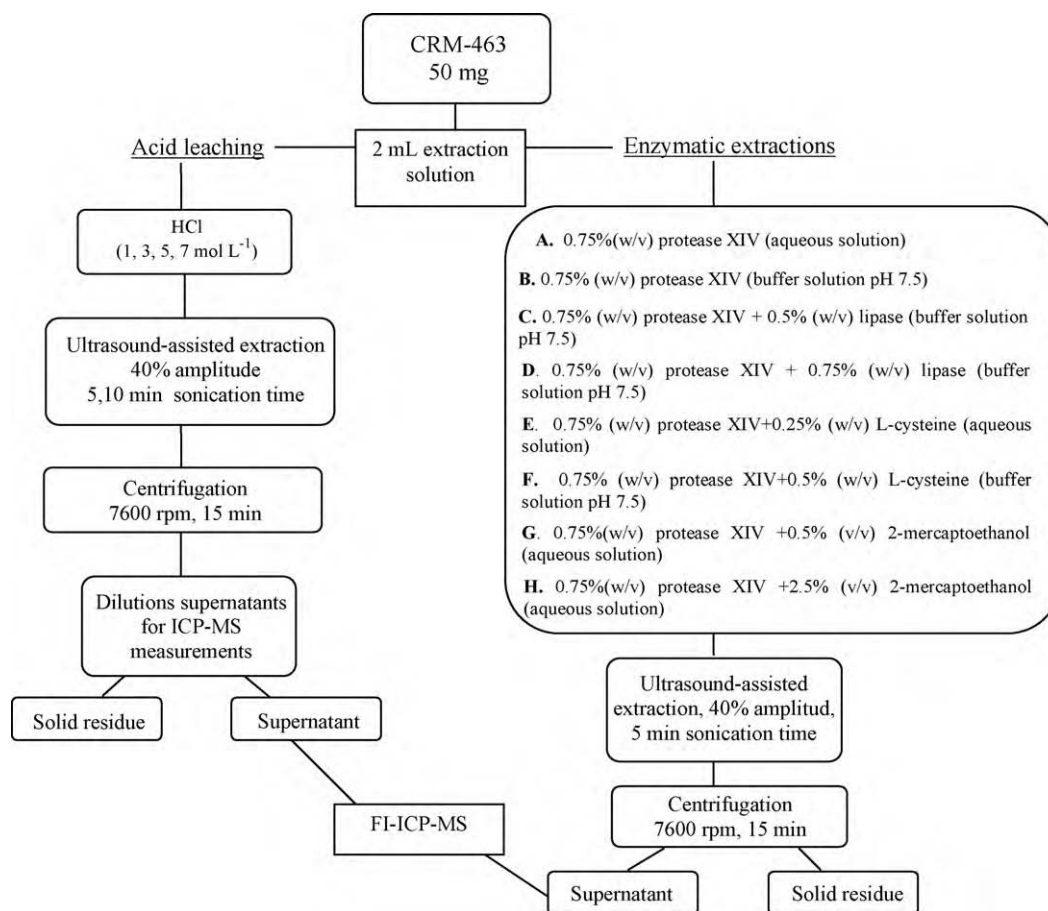 CRM-463
50 mg
Acid leaching
2 mL extraction
solution
Enzymatic extractions
HCl
(1, 3, 5, 7 mol L-1)
Ultrasound-assisted extraction
40% amplitude
5,10 min sonication time
Centrifugation
7600 rpm, 15 min
Dilutions supernatants
for ICP-MS
measurements
Solid residue
Supernatant
FI-ICP-MS
A. 0.75%(w/v) protease XIV (aqueous solution)
B. 0.75% (w/v) protease XIV (buffer solution pH 7.5)
C. 0.75% (w/v) protease XIV + 0.5% (w/v) lipase (buffer solution
pH 7.5)
D. 0.75% (w/v) protease XIV + 0.75% (w/v) lipase (buffer
solution pH 7.5)
E. 0.75% (w/v) protease XIV+0.25% (w/v) L-cysteine (aqueous
solution)
F. 0.75% (w/v) protease XIV+0.5% (w/v) L-cysteine (buffer
solution pH 7.5)
G. 0.75%(w/v) protease XIV +0.5% (v/v) 2-mercaptoethanol
(aqueous solution)
H. 0.75%(w/v) protease XIV +2.5% (v/v) 2-mercaptoethanol
(aqueous solution)
Ultrasound-assisted
extraction, 40% amplitud,
5 min sonication time
Centrifugation
7600 rpm, 15 min
Supernatant
Solid residue